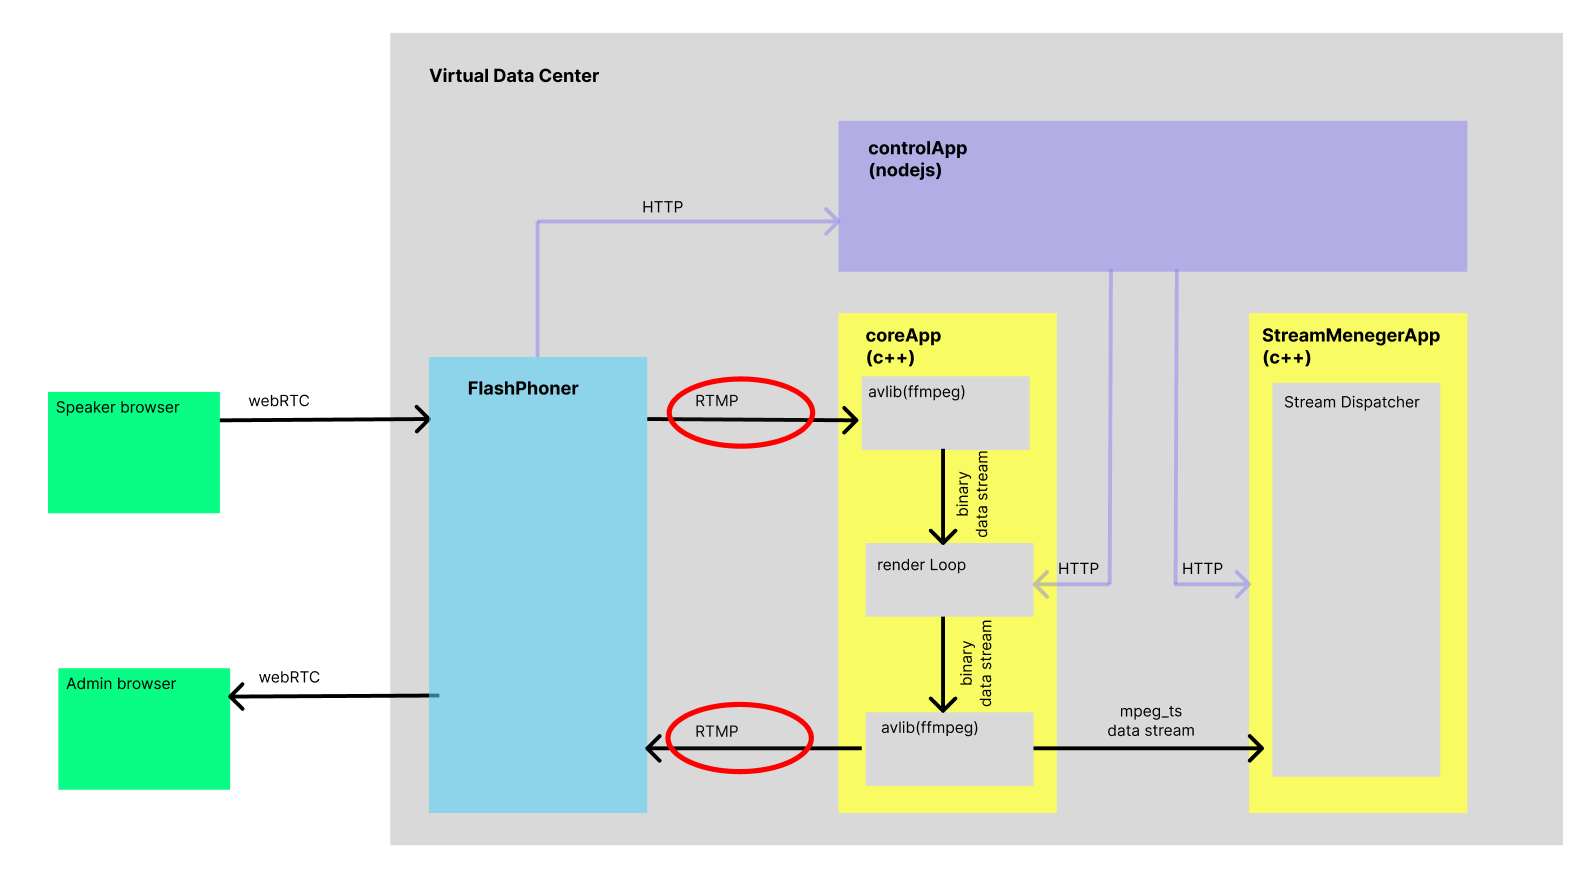 Virtual Data Center
controlApp
(nodejs)
HTTP
coreApp
(c++)
StreamMenegerApp
(c++)
FlashPhoner
Speaker browser
webRTC
RTMP
avlib(ffmpeg)
Stream Dispatcher
binary
data stream
render Loop
HTTP
HTTP
binary
data stream
Admin browser
webRTC
RTMP
avlib(ffmpeg)
mpeg_ts
data stream